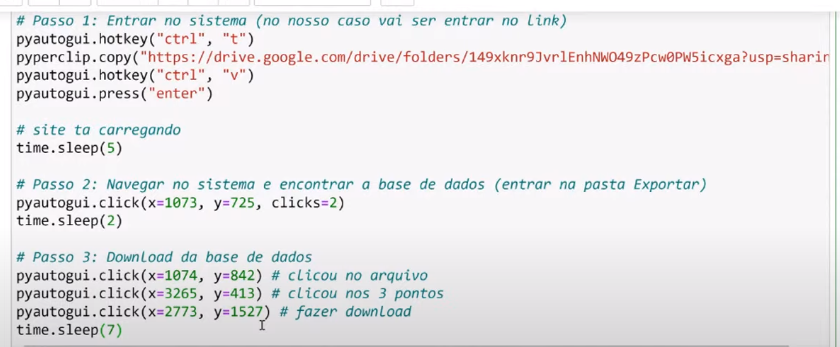 # Passo 1: Entrar no sistema (no nosso caso vai ser entrar no link)
pyautogui.hotkey("ctrl", "t")
pyperclip.copy("https://drive.google.com/drive/folders/149xknr9JvrlEnhNWO49zPcw0PW5icxga?usp=sharin
pyautogui.hotkey("ctrl", "v")
pyautogui.press("enter")
# site ta carregando
time.sleep(5)
# Passo 2: Navegar no sistema e encontrar a base de dados (entrar na pasta Exportar)
pyautogui.click(x=1073, y=725, clicks=2)
time.sleep(2)
# Passo 3: Download da base de dados
pyautogui.click(x=1074, y=842) # clicou no arquivo
pyautogui.click(x=3265, y=413) # clicou nos 3 pontos
pyautogui.click(x=2773, y=1527) # fazer download
time.sleep(7)